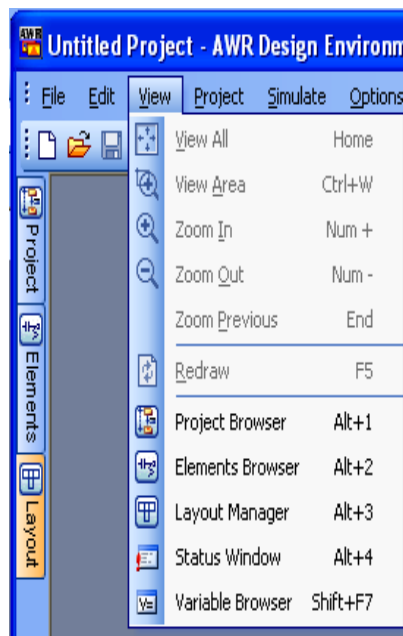 AWR
Untitled Project - AWR Design Environm
File Edit View Project Simulate Options
View All Home
View Area Ctrl+W
Zoom In Num +
Zoom Out Num -
Zoom Previous End
Redraw F5
Project Browser Alt+1
Elements Browser Alt+2
Layout Manager Alt+3
Status Window Alt+4
V= Variable Browser Shift+F7
Project
Elements
Layout